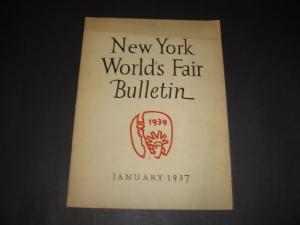 New York
World's Fair
Bulletin
1939
JANUARY 1937